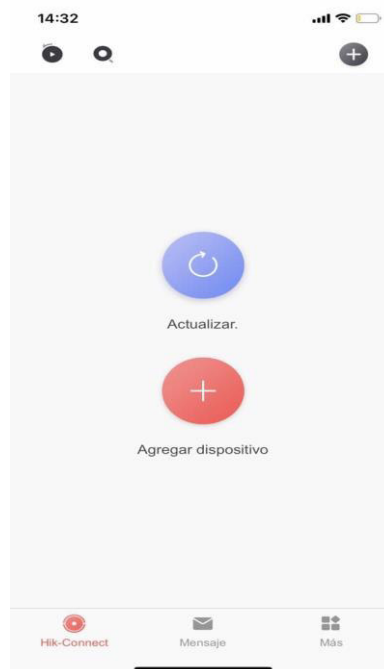 14:32
Actualizar.
Agregar dispositivo
Hik-Connect
Mensaje
Más